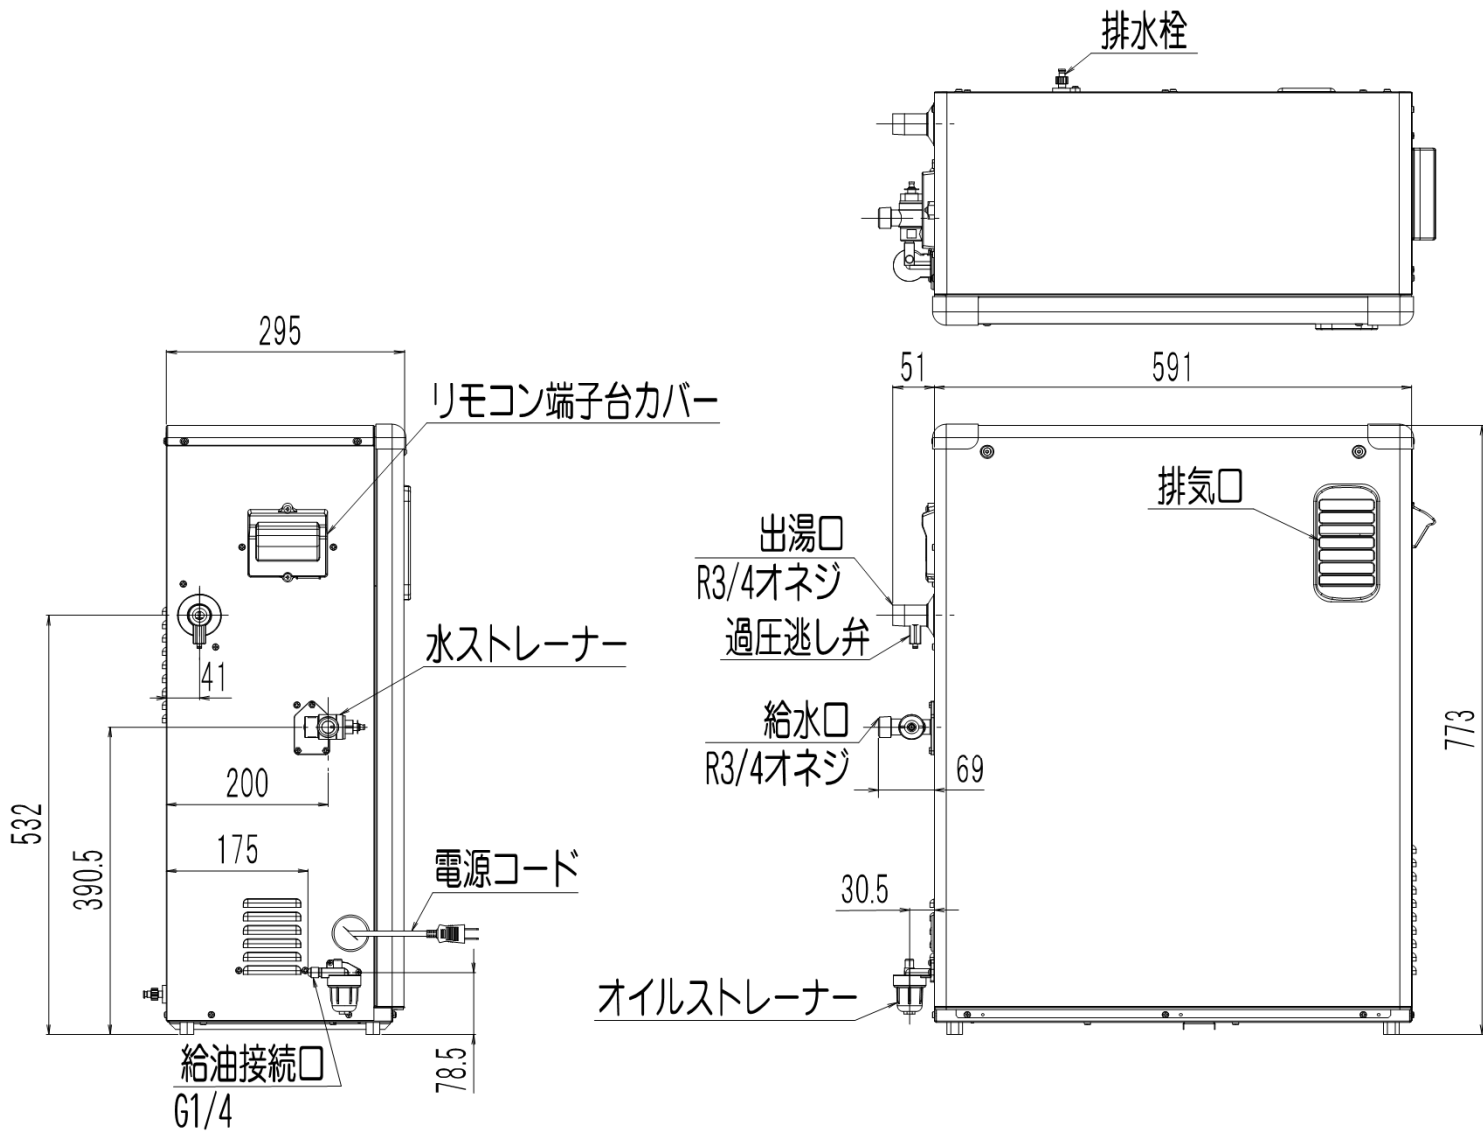 排水栓
295
51
591
リモコン端子台カバー
排気口
出湯口
R3/4オネジ
過圧逃し弁
水ストレーナー
41
給水口
R3/4オネジ
773
69
200
532
175
390.5
電源コード
30.5
オイルストレーナー
給油接続口
G1/4
78.5